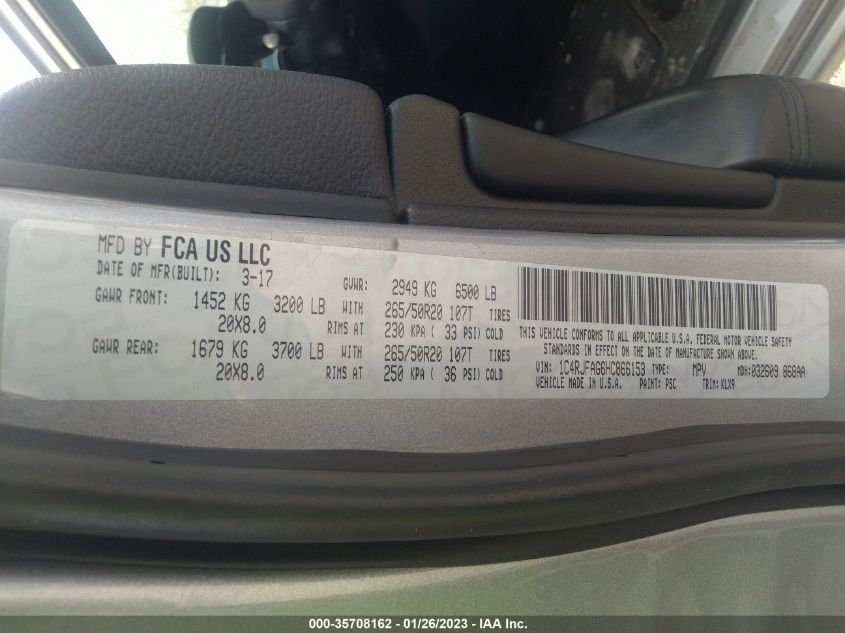 MFD BY FCA US LLC
DATE OF MFR(BUILT): 3-17 GVWR: 2949 KG 6500 LB
GAWR FRONT: 1452 KG 3200 LB WITH 265/50R20 107T TIRES
20X8.0 RIMS AT 230 KPA ( 33 PSI) COLD
GAWR REAR: 1679 KG 3700 LB WITH 265/50R20 107T TIRES
20X8.0 RIMS AT 250 KPA ( 36 PSI) COLD
THIS VEHICLE CONFORMS TO ALL APPLICABLE U.S.A. FEDERAL MOTOR VEHICLE SAFETY
STANDARDS IN EFFECT ON THE DATE OF MANUFACTURE SHOWN ABOVE.
VIN: 1C4RJFAG6HC866153 TYPE: MPV MDH: 032609 868AA
VEHICLE MADE IN U.S.A. PAINT: PSC TRIM: KLX9
000-35708162 - 01/26/2023 - IAA Inc.